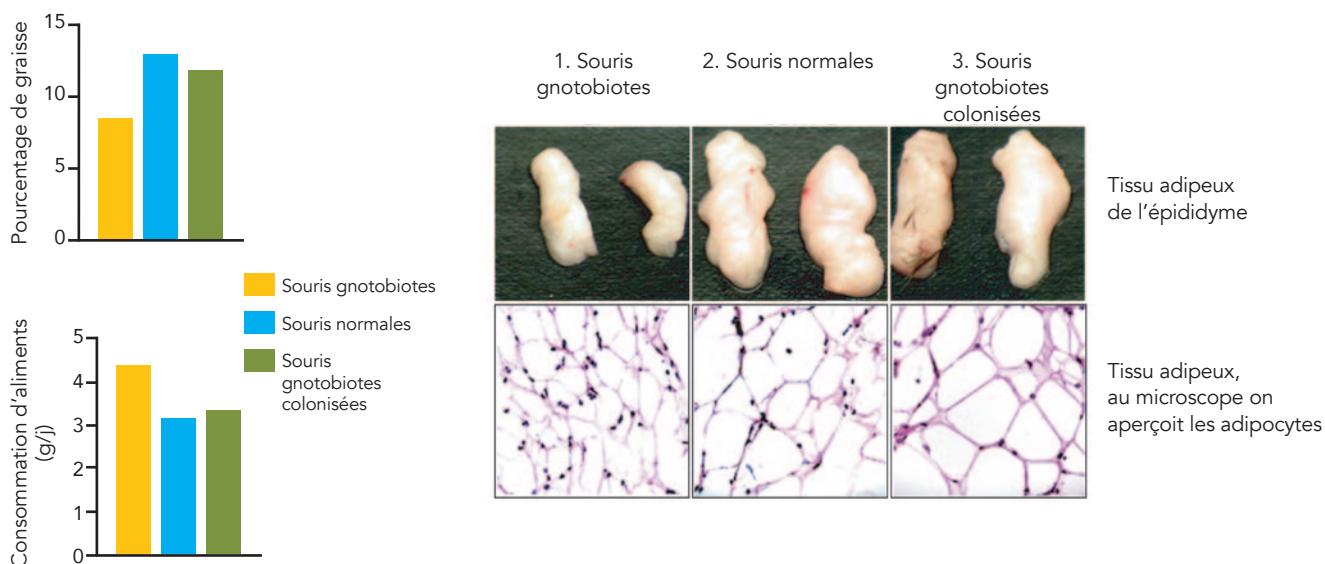 Pourcentage de graisse
15
10
5
0
Souris gnotobiotes
Souris normales
Souris
gnotobiotes
colonisées
Consommation d'aliments
(g/j)
5
4
3
2
1
0
1. Souris
gnotobiotes
2. Souris normales
3. Souris
gnotobiotes
colonisées
Tissu adipeux
de l'épididyme
Tissu adipeux,
au microscope on
aperçoit les adipocytes